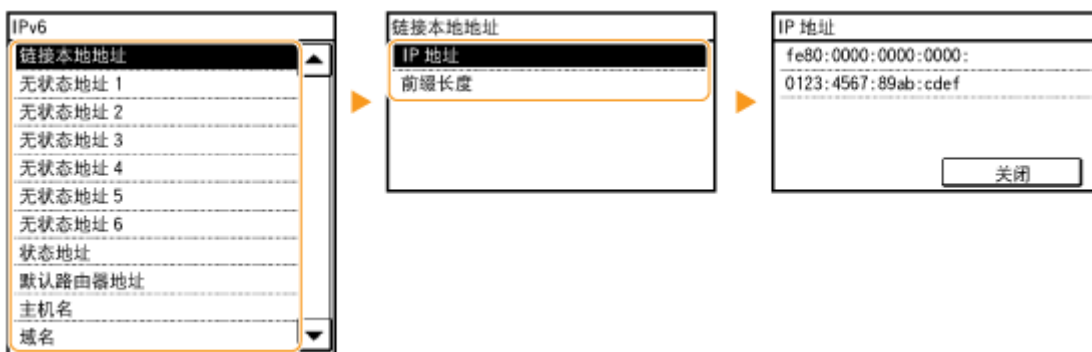 IPv6
链接本地地址
无状态地址 1
无状态地址 2
无状态地址 3
无状态地址 4
无状态地址 5
无状态地址 6
状态地址
默认路由器地址
主机名
域名
链接本地地址
IP 地址
前缀长度
IP 地址
fe80:0000:0000:0000:
0123:4567:89ab:cdef
关闭